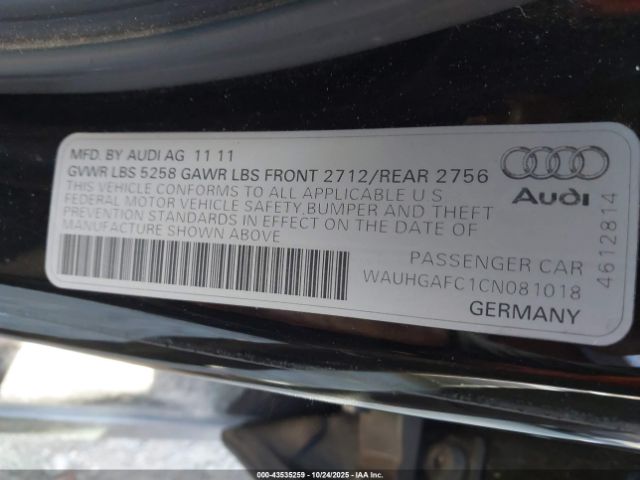 MFD. BY AUDI AG 11 11
GVWR LBS 5258 GAWR LBS FRONT 2712/REAR 2756
THIS VEHICLE CONFORMS TO ALL APPLICABLE U S
FEDERAL MOTOR VEHICLE SAFETY, BUMPER AND THEFT
PREVENTION STANDARDS IN EFFECT ON THE DATE OF
MANUFACTURE SHOWN ABOVE
Audi
4612814
PASSENGER CAR
WAUHGAFC1CN081018
GERMANY
000-43535259 - 10/24/2025 - IAAI.COM